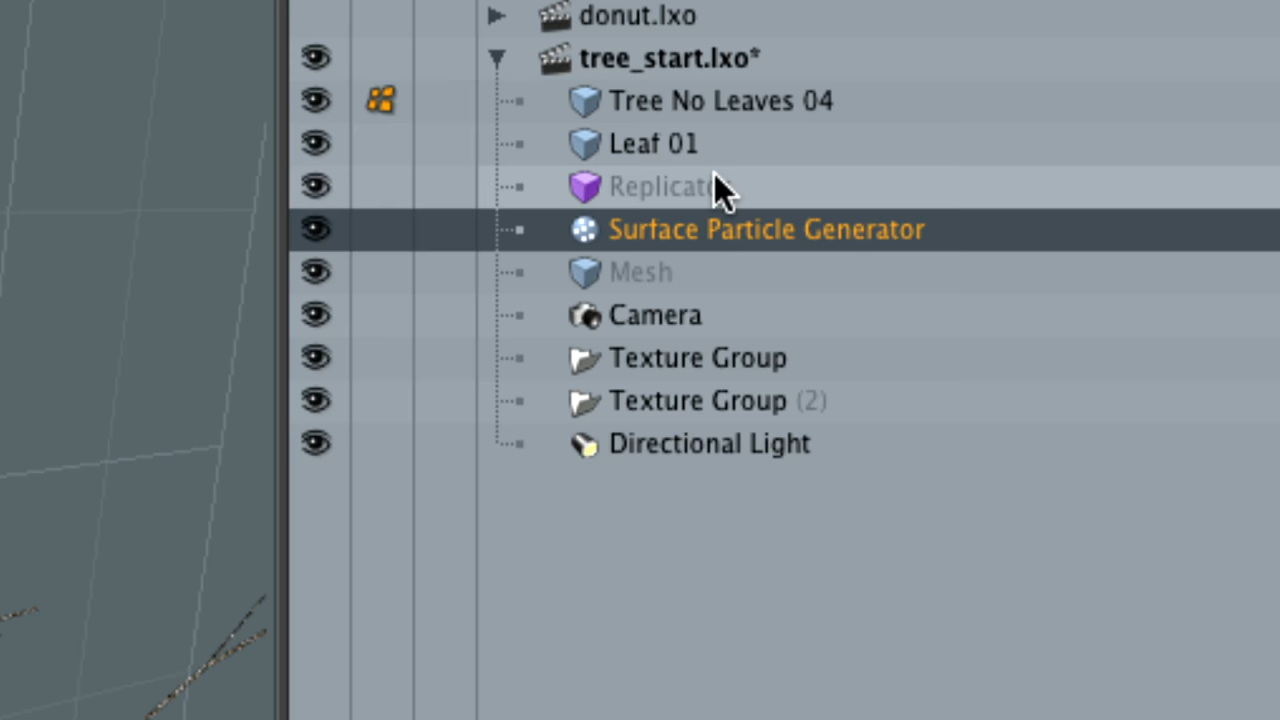 donut.lxo
tree_start.lxo*
Tree No Leaves 04
Leaf 01
Surface Particle Generator
Mesh
Camera
Texture Group
Texture Group (2)
Directional Light